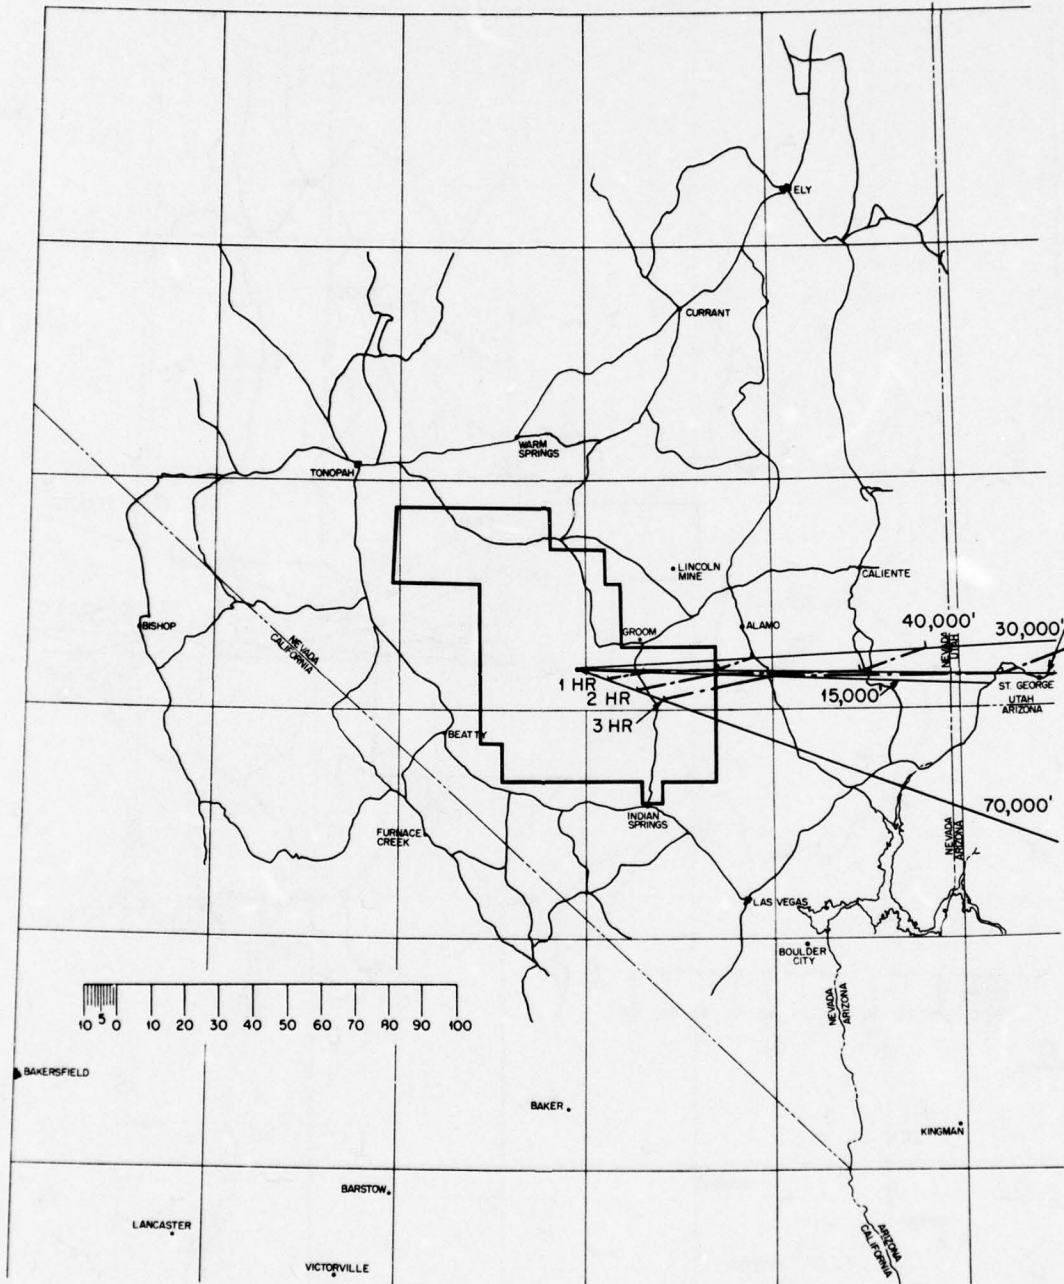 ELY
CURRANT
WARM
SPRINGS
TONOPAH
LINCOLN
MINE
CALIENTE
BISHOP
NEVADA
CALIFORNIA
GROOM
ALAMO
40,000'
NEVADA
UTAH
30,000'
1 HR
2 HR
3 HR
15,000'
ST. GEORGE
UTAH
ARIZONA
BEATTY
70,000'
INDIAN
SPRINGS
FURNACE
CREEK
NEVADA
ARIZONA
LAS VEGAS
BOULDER
CITY
NEVADA
ARIZONA
10 5 0 10 20 30 40 50 60 70 80 90 100
BAKERSFIELD
BAKER
KINGMAN
BARSTOW
LANCASTER
VICTORVILLE
ARIZONA
CALIFORNIA